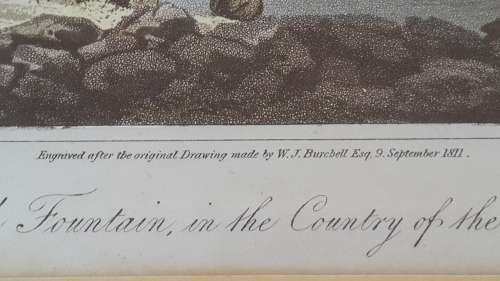 Engraved after the original Drawing made by W. J. Burchell Esq. 9. September 1811.
Fountain, in the Country of the